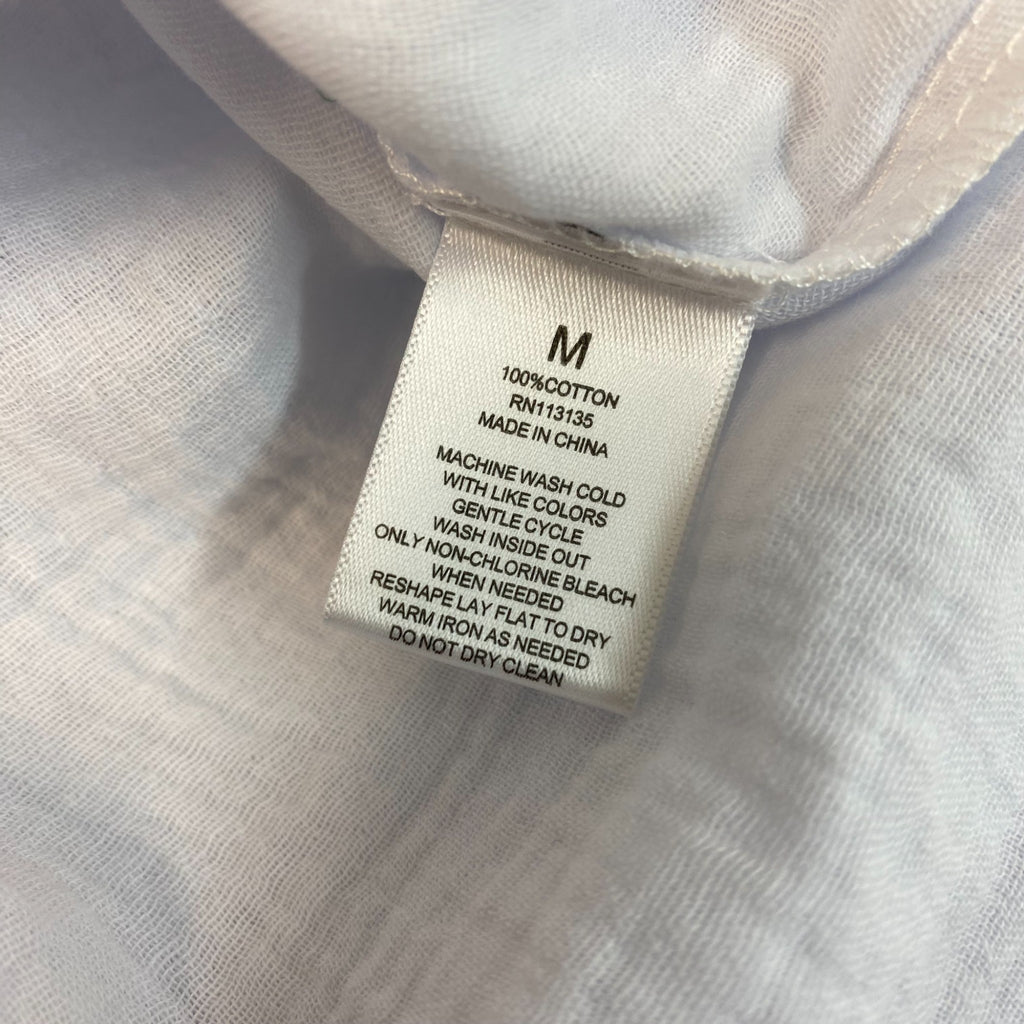 M
100%COTTON
RN113135
MADE IN CHINA
MACHINE WASH COLD
WITH LIKE COLORS
GENTLE CYCLE
WASH INSIDE OUT
ONLY NON-CHLORINE BLEACH
WHEN NEEDED
RESHAPE LAY FLAT TO DRY
WARM IRON AS NEEDED
DO NOT DRY CLEAN